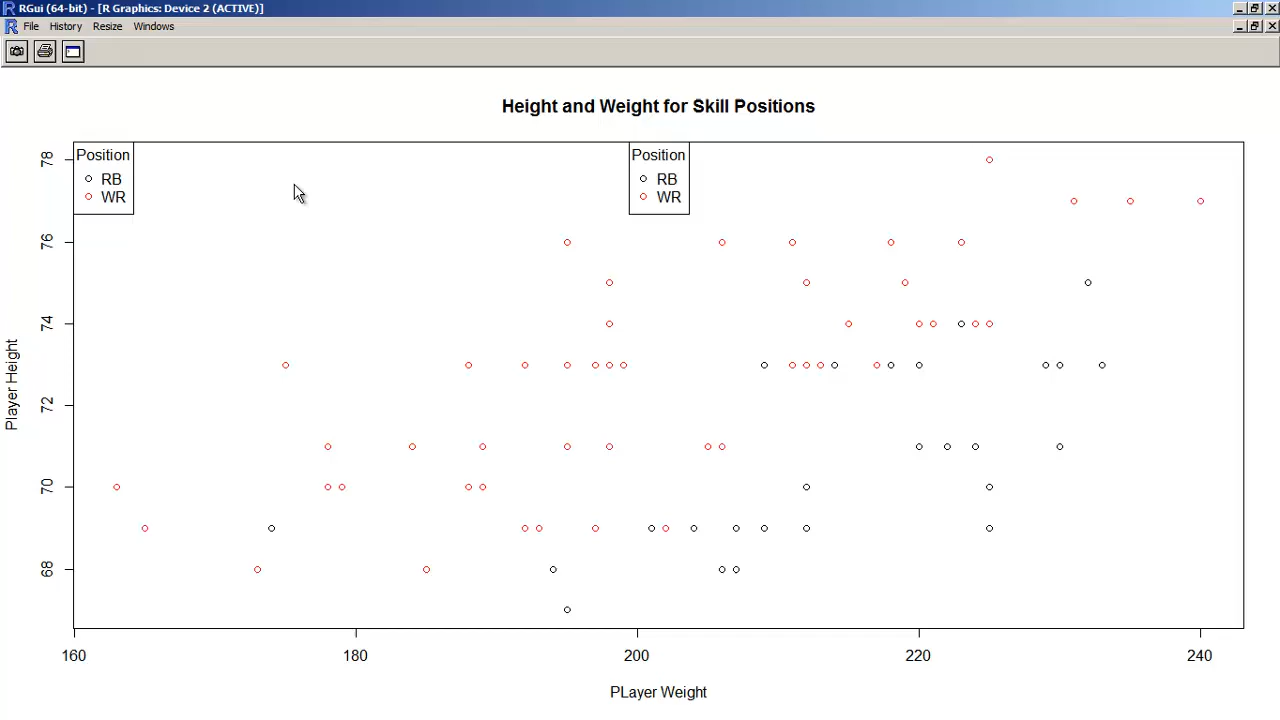 RGui (64-bit) - [R Graphics: Device 2 (ACTIVE)]
File History Resize Windows
Height and Weight for Skill Positions
Position
RB
WR
Position
RB
WR
78
76
74
72
70
68
Player Height
160 180 200 220 240
PLayer Weight